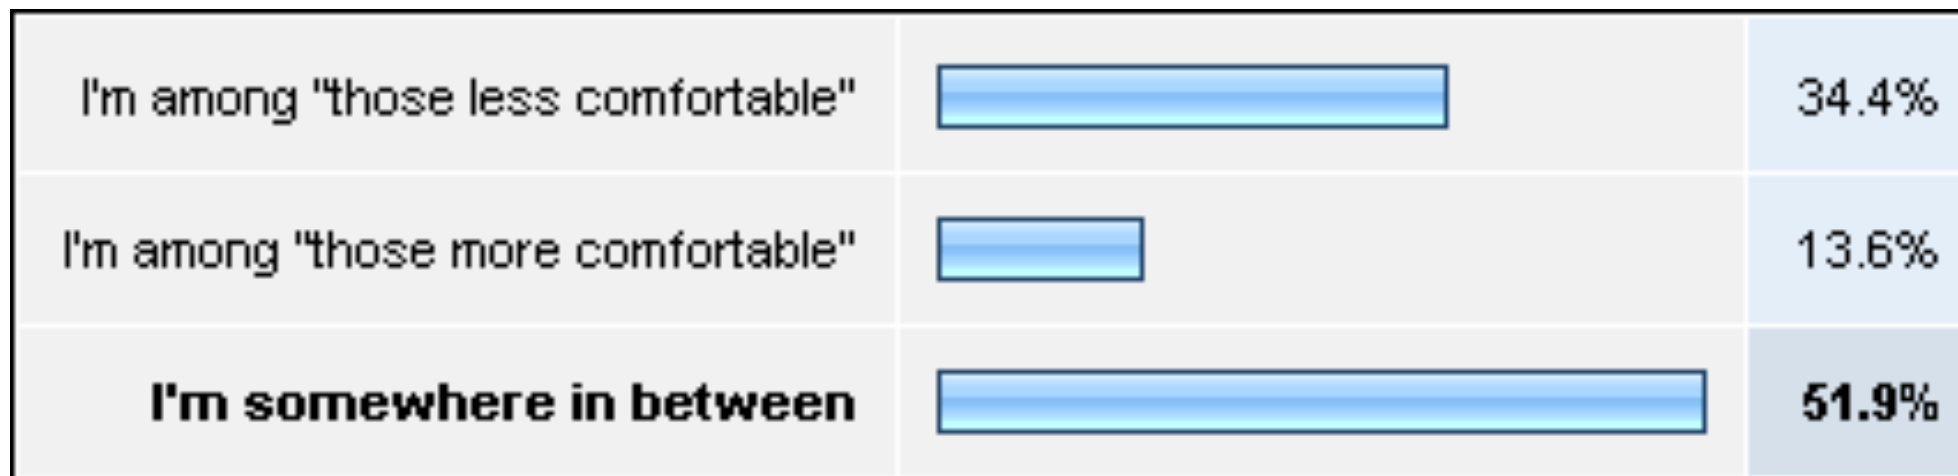 I'm among "those less comfortable" 34.4%
I'm among "those more comfortable" 13.6%
I'm somewhere in between 51.9%